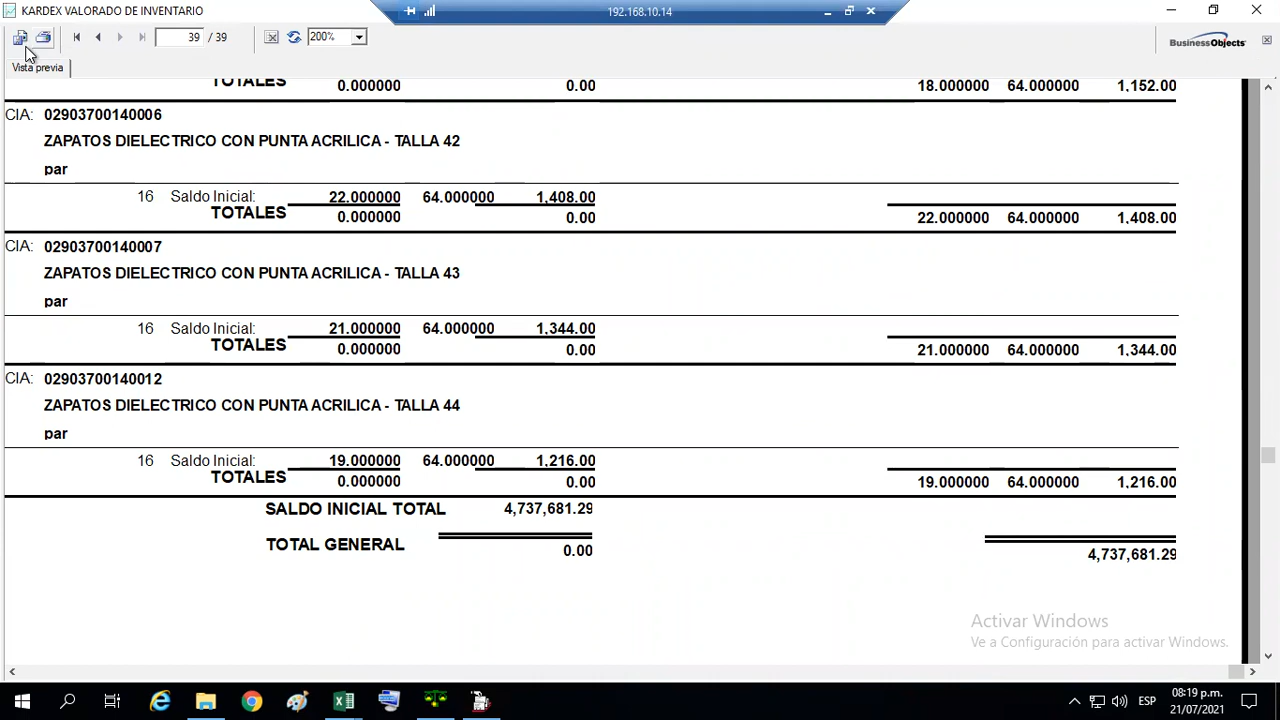 KARDEX VALORADO DE INVENTARIO
192.168.10.14
39 / 39 200%
BusinessObjects
Vista previa
TOTALES 0.000000 0.00 18.000000 64.000000 1,152.00
CIA: 02903700140006
ZAPATOS DIELECTRICO CON PUNTA ACRILICA - TALLA 42
par
16 Saldo Inicial: 22.000000 64.000000 1,408.00
TOTALES 0.000000 0.00 22.000000 64.000000 1,408.00
CIA: 02903700140007
ZAPATOS DIELECTRICO CON PUNTA ACRILICA - TALLA 43
par
16 Saldo Inicial: 21.000000 64.000000 1,344.00
TOTALES 0.000000 0.00 21.000000 64.000000 1,344.00
CIA: 02903700140012
ZAPATOS DIELECTRICO CON PUNTA ACRILICA - TALLA 44
par
16 Saldo Inicial: 19.000000 64.000000 1,216.00
TOTALES 0.000000 0.00 19.000000 64.000000 1,216.00
SALDO INICIAL TOTAL 4,737,681.29
TOTAL GENERAL 0.00 4,737,681.29
Activar Windows
Ve a Configuración para activar Windows.
ESP 08:19 p.m.
21/07/2021